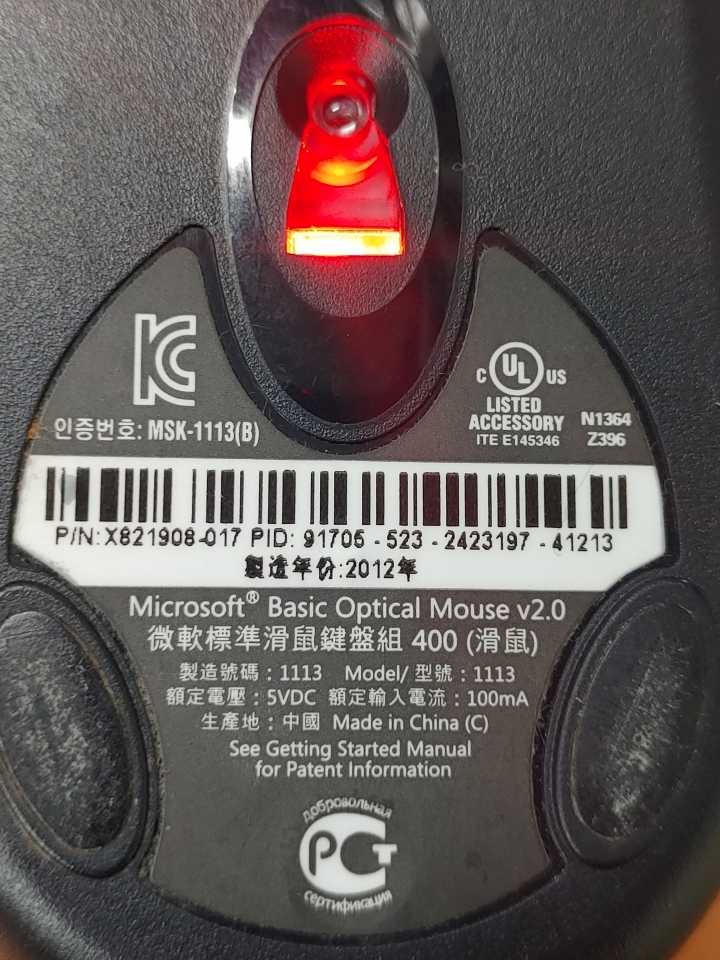 KC
인증번호: MSK-1113(B)
C UL US
LISTED
ACCESSORY
ITE E145346
N1364
Z396
P/N:X821908-017 PID: 91705 - 523 - 2423197 - 41213
製造年份:2012年
Microsoft® Basic Optical Mouse v2.0
微軟標準滑鼠鍵盤組 400 (滑鼠)
製造號碼：1113 Model/ 型號：1113
額定電壓：5VDC 額定輸入電流：100mA
生產地：中國 Made in China (C)
See Getting Started Manual
for Patent Information
добровольная
РСТ
сертификация